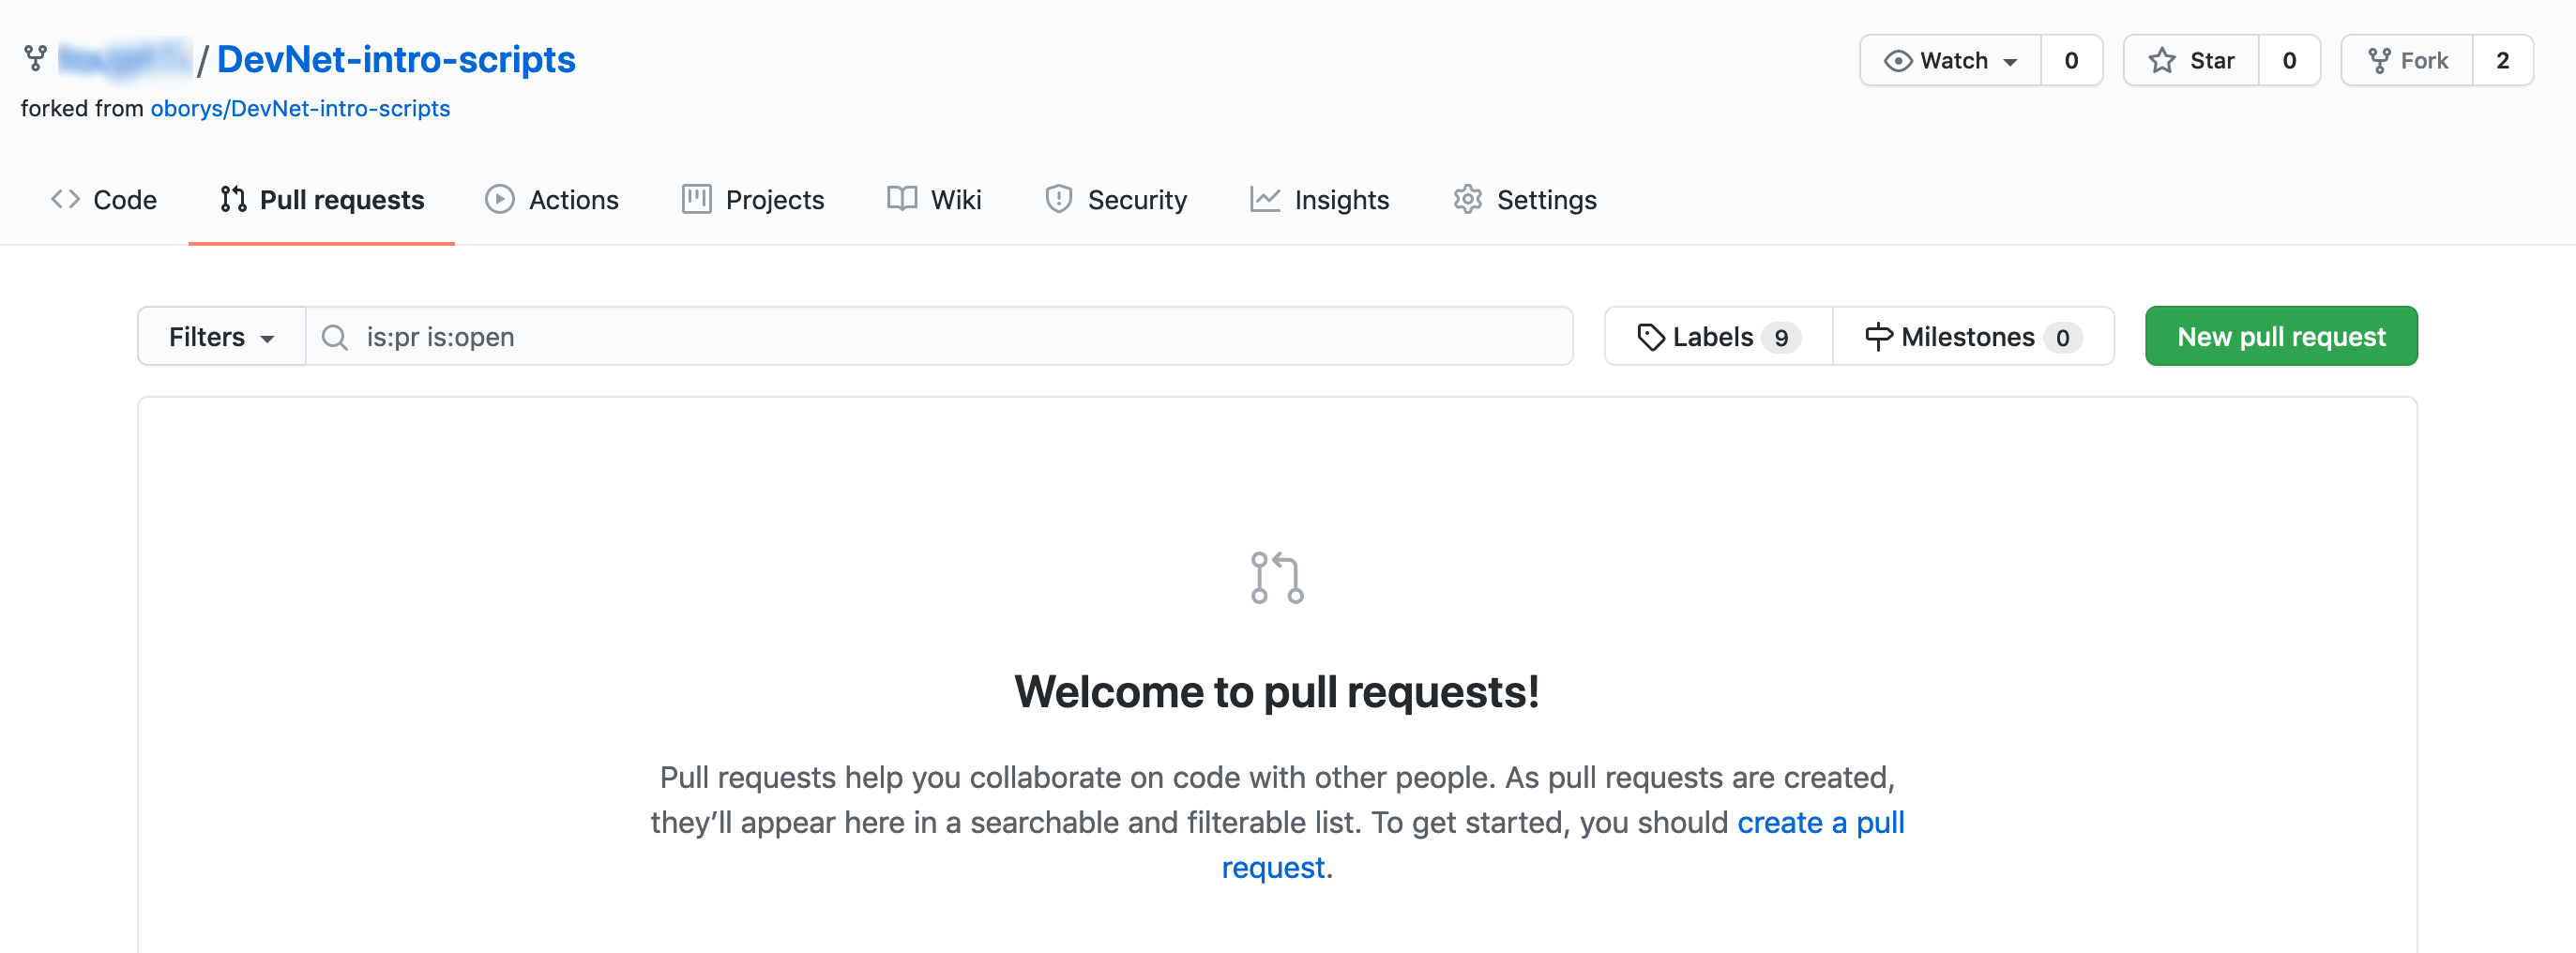 / DevNet-intro-scripts
Watch 0 Star 0 Fork 2
forked from oborys/DevNet-intro-scripts
Code Pull requests Actions Projects Wiki Security Insights Settings
Filters is:pr is:open Labels 9 Milestones 0 New pull request
Welcome to pull requests!
Pull requests help you collaborate on code with other people. As pull requests are created,
they’ll appear here in a searchable and filterable list. To get started, you should create a pull
request.